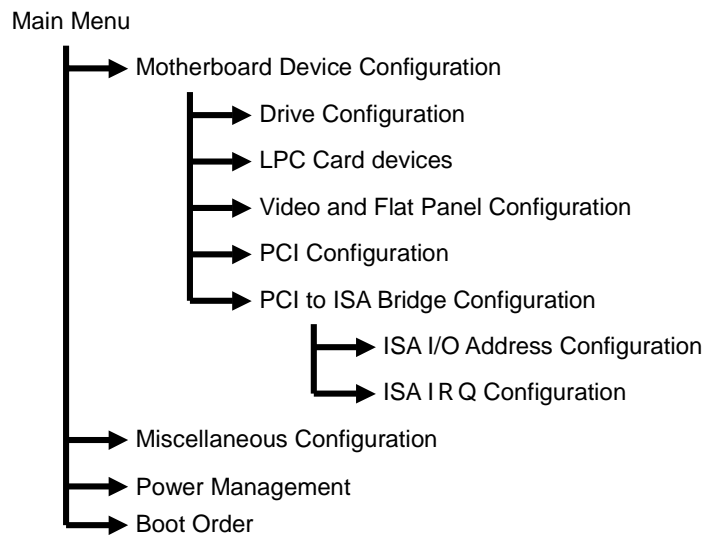 Main Menu
Motherboard Device Configuration
Drive Configuration
LPC Card devices
Video and Flat Panel Configuration
PCI Configuration
PCI to ISA Bridge Configuration
ISA I/O Address Configuration
ISA I R Q Configuration
Miscellaneous Configuration
Power Management
Boot Order